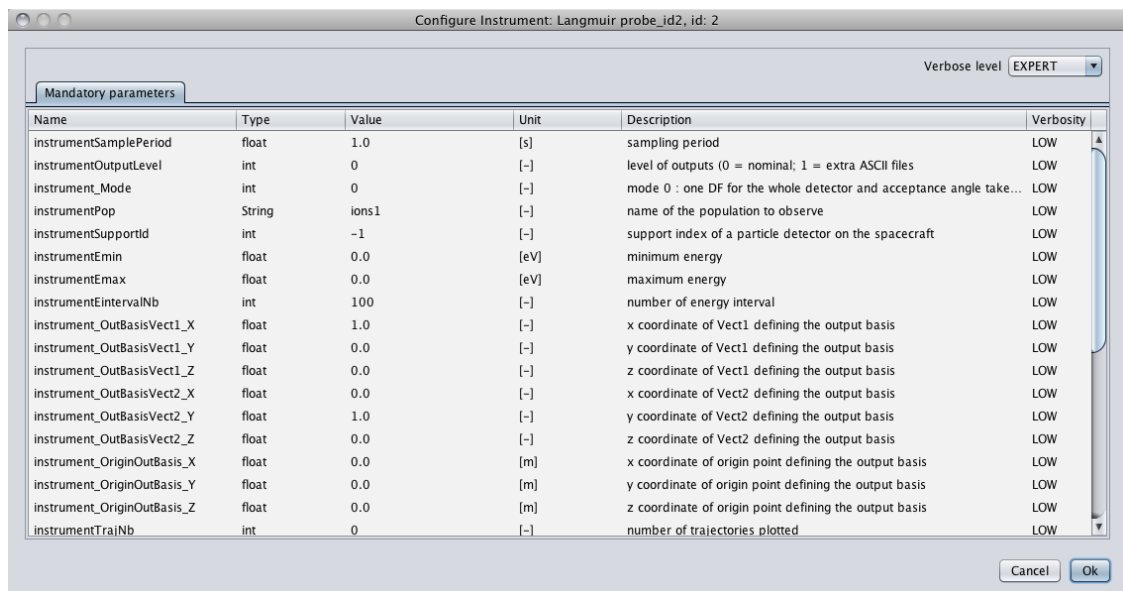 Configure Instrument: Langmuir probe_id2, id: 2
Verbose level EXPERT
Mandatory parameters
Name Type Value Unit Description Verbosity
instrumentSamplePeriod float 1.0 [s] sampling period LOW
instrumentOutputLevel int 0 [-] level of outputs (0 = nominal; 1 = extra ASCII files LOW
instrument_Mode int 0 [-] mode 0 : one DF for the whole detector and acceptance angle take... LOW
instrumentPop String ions1 [-] name of the population to observe LOW
instrumentSupportId int -1 [-] support index of a particle detector on the spacecraft LOW
instrumentEmin float 0.0 [eV] minimum energy LOW
instrumentEmax float 0.0 [eV] maximum energy LOW
instrumentEintervalNb int 100 [-] number of energy interval LOW
instrument_OutBasisVect1_X float 1.0 [-] x coordinate of Vect1 defining the output basis LOW
instrument_OutBasisVect1_Y float 0.0 [-] y coordinate of Vect1 defining the output basis LOW
instrument_OutBasisVect1_Z float 0.0 [-] z coordinate of Vect1 defining the output basis LOW
instrument_OutBasisVect2_X float 0.0 [-] x coordinate of Vect2 defining the output basis LOW
instrument_OutBasisVect2_Y float 1.0 [-] y coordinate of Vect2 defining the output basis LOW
instrument_OutBasisVect2_Z float 0.0 [-] z coordinate of Vect2 defining the output basis LOW
instrument_OriginOutBasis_X float 0.0 [m] x coordinate of origin point defining the output basis LOW
instrument_OriginOutBasis_Y float 0.0 [m] y coordinate of origin point defining the output basis LOW
instrument_OriginOutBasis_Z float 0.0 [m] z coordinate of origin point defining the output basis LOW
instrumentTrajNb int 0 [-] number of trajectories plotted LOW
Cancel Ok